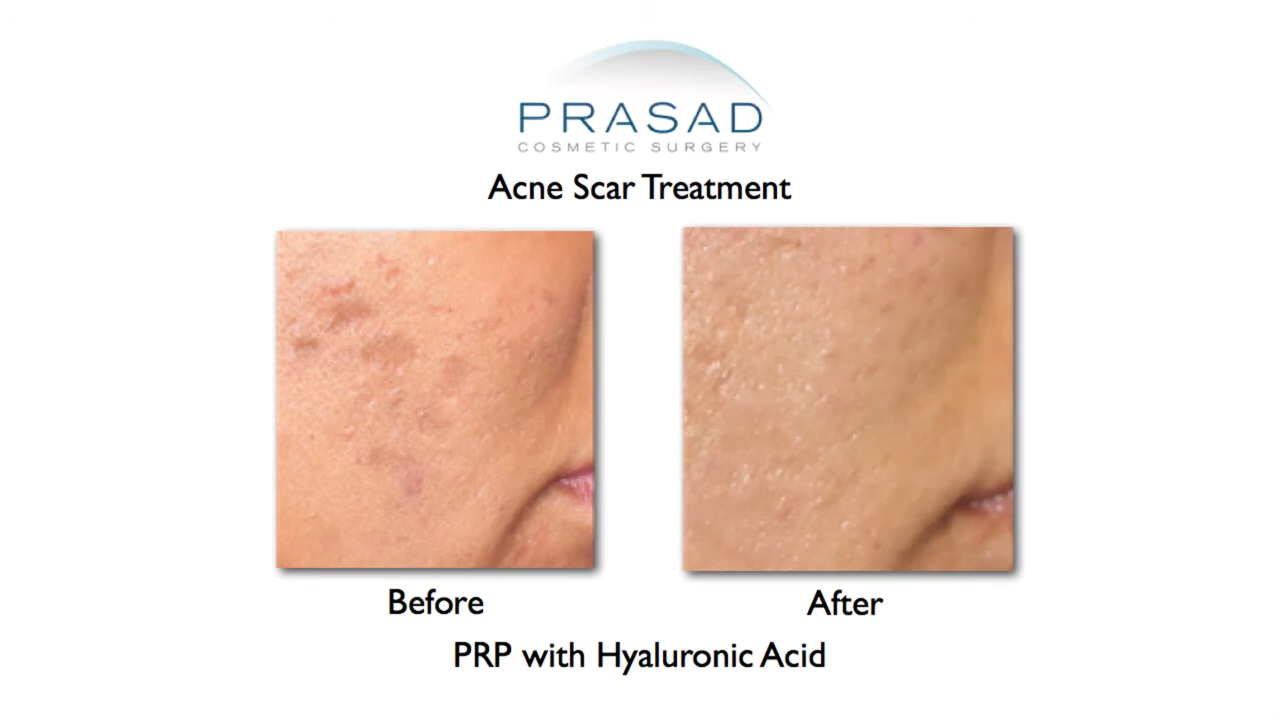 PRASAD
COSMETIC SURGERY
Acne Scar Treatment
Before
After
PRP with Hyaluronic Acid